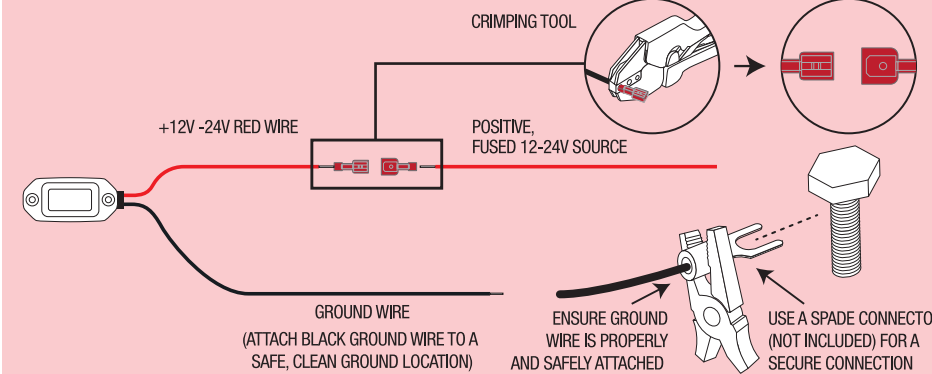 CRIMPING TOOL
+12V -24V RED WIRE
POSITIVE,
FUSED 12-24V SOURCE
GROUND WIRE
(ATTACH BLACK GROUND WIRE TO A
SAFE, CLEAN GROUND LOCATION)
ENSURE GROUND
WIRE IS PROPERLY
AND SAFELY ATTACHED
USE A SPADE CONNECTO
(NOT INCLUDED) FOR A
SECURE CONNECTION